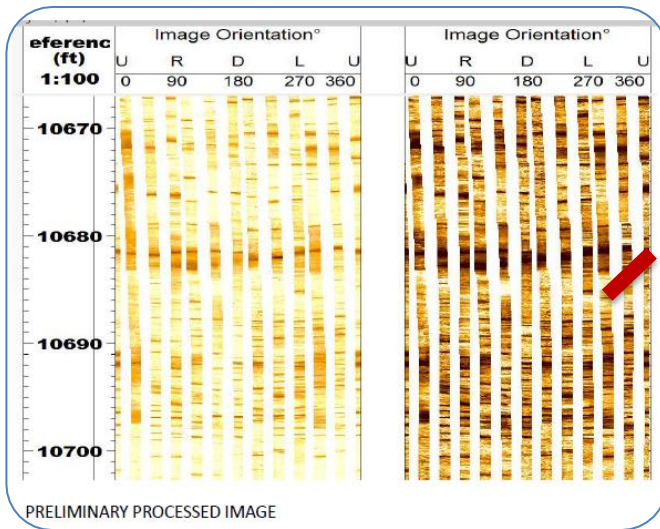 eferenc Image Orientation° Image Orientation°
(ft) U R D L U U R D L U
1:100 0 90 180 270 360 0 90 180 270 360
10670
10680
10690
10700
PRELIMINARY PROCESSED IMAGE